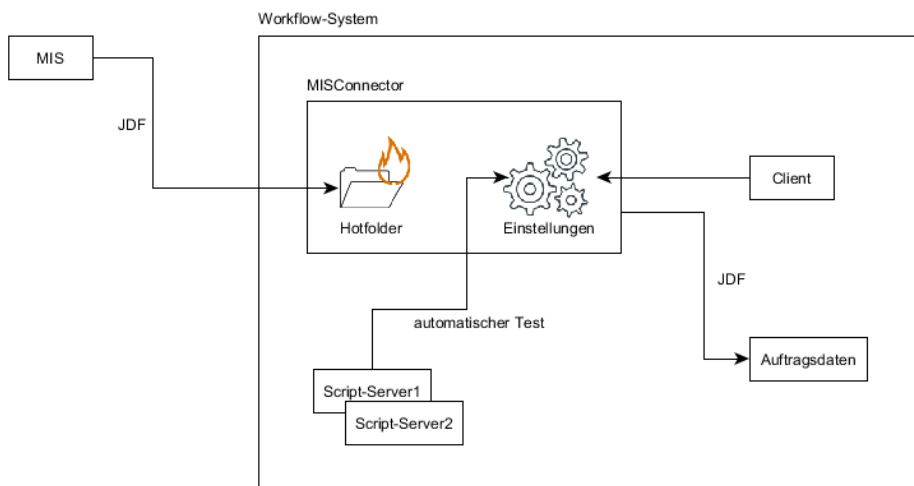 Workflow-System
MIS
MISConnector
JDF
Client
Hotfolder
Einstellungen
JDF
automatischer Test
Auftragsdaten
Script-Server1
Script-Server2